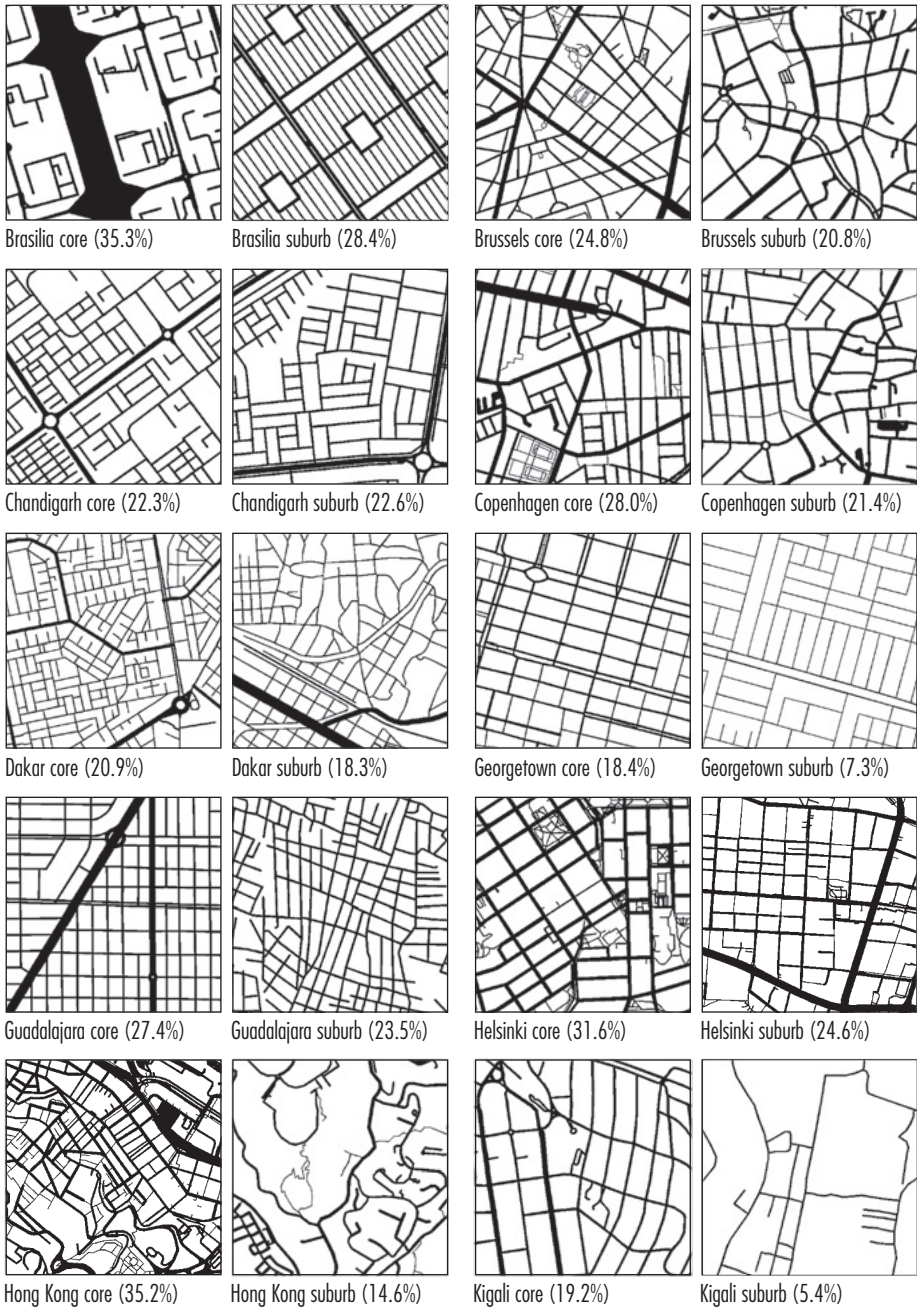 Brasilia core (35.3%)
Brasilia suburb (28.4%)
Brussels core (24.8%)
Brussels suburb (20.8%)
Chandigarh core (22.3%)
Chandigarh suburb (22.6%)
Copenhagen core (28.0%)
Copenhagen suburb (21.4%)
Dakar core (20.9%)
Dakar suburb (18.3%)
Georgetown core (18.4%)
Georgetown suburb (7.3%)
Guadalajara core (27.4%)
Guadalajara suburb (23.5%)
Helsinki core (31.6%)
Helsinki suburb (24.6%)
Hong Kong core (35.2%)
Hong Kong suburb (14.6%)
Kigali core (19.2%)
Kigali suburb (5.4%)